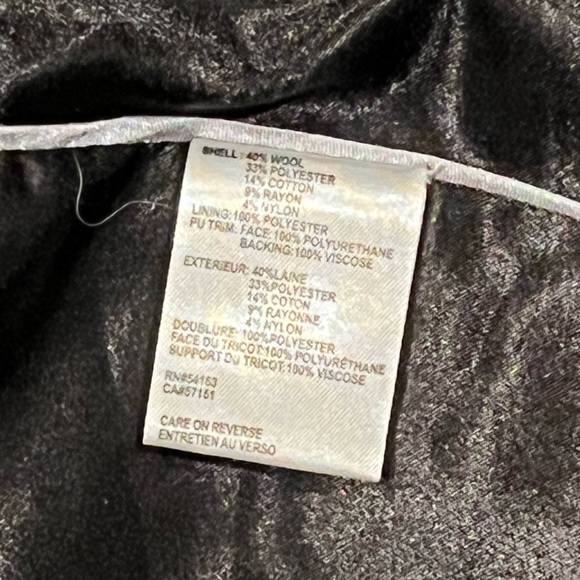 SHELL: 40% WOOL
33% POLYESTER
14% COTTON
9% RAYON
4% NYLON
LINING:100% POLYESTER
PU TRIM: FACE:100% POLYURETHANE
BACKING:100% VISCOSE
EXTERIEUR: 40%LAINE
33%POLYESTER
14% COTON
9% RAYONNE
4% NYLON
DOUBLURE: 100%POLYESTER
FACE DU TRICOT:100% POLYURÉTHANE
SUPPORT DU TRICOT:100% VISCOSE
RN#54163
CA#57151
CARE ON REVERSE
ENTRETIEN AU VERSO